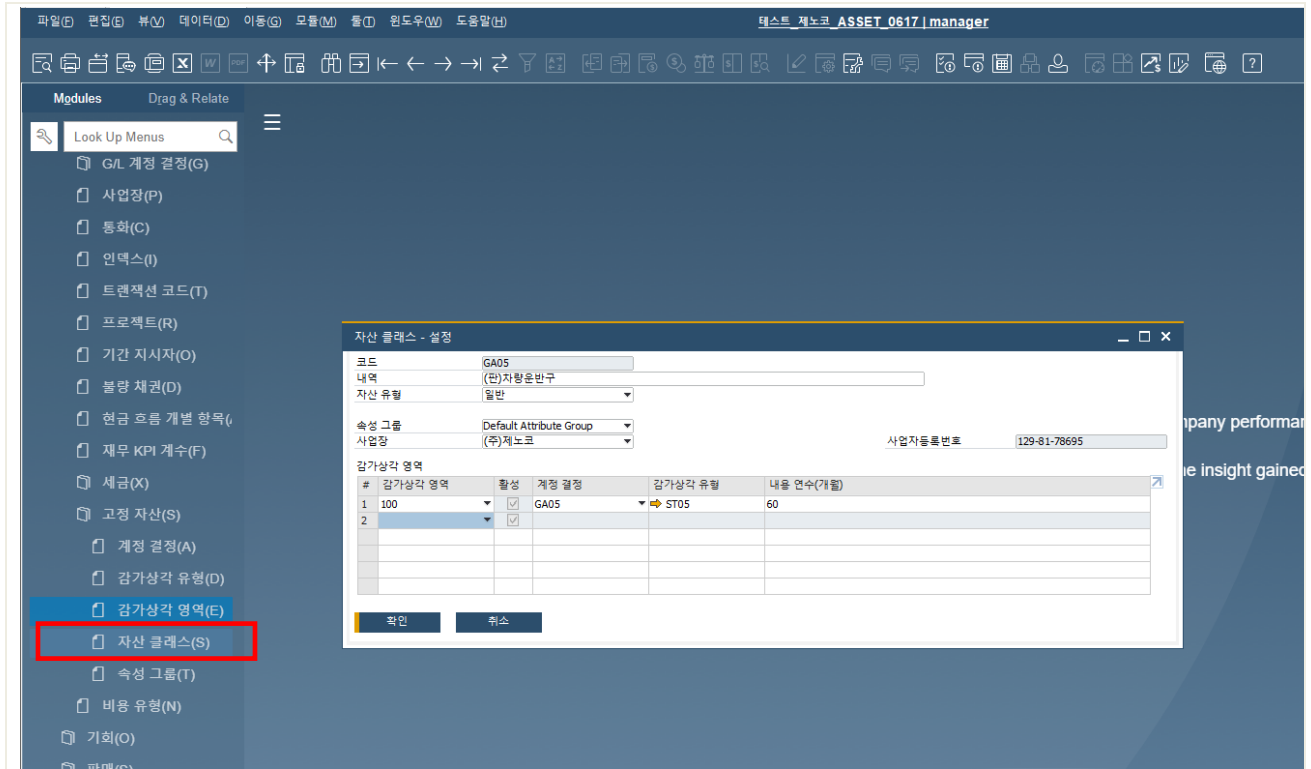 파일(F) 편집(E) 뷰(V) 데이터(D) 이동(G) 모듈(M) 툴(T) 윈도우(W) 도움말(H) 테스트_제노코_ASSET_0617 | manager
Modules Drag & Relate
Look Up Menus
G/L 계정 결정(G)
사업장(P)
통화(C)
인덱스(I)
트랜잭션 코드(T)
프로젝트(R)
기간 지시자(O)
불량 채권(D)
현금 흐름 개별 항목(
재무 KPI 계수(F)
세금(X)
고정 자산(S)
계정 결정(A)
감가상각 유형(D)
감가상각 영역(E)
자산 클래스(S)
속성 그룹(T)
비용 유형(N)
기회(O)
판매(S)
자산 클래스 - 설정
코드 GA05
내역 (판)차량운반구
자산 유형 일반
속성 그룹 Default Attribute Group
사업장 (주)제노코 사업자등록번호 129-81-78695
감가상각 영역
# 감가상각 영역 활성 계정 결정 감가상각 유형 내용 연수(개월)
1 100 GA05 ST05 60
2
확인 취소
npany performar
e insight gained